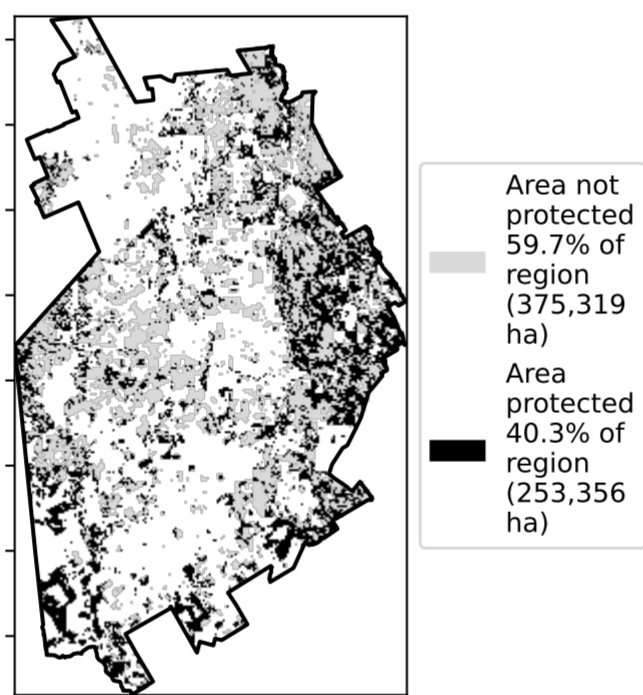 Area not
protected
59.7% of
region
(375,319
ha)
Area
protected
40.3% of
region
(253,356
ha)